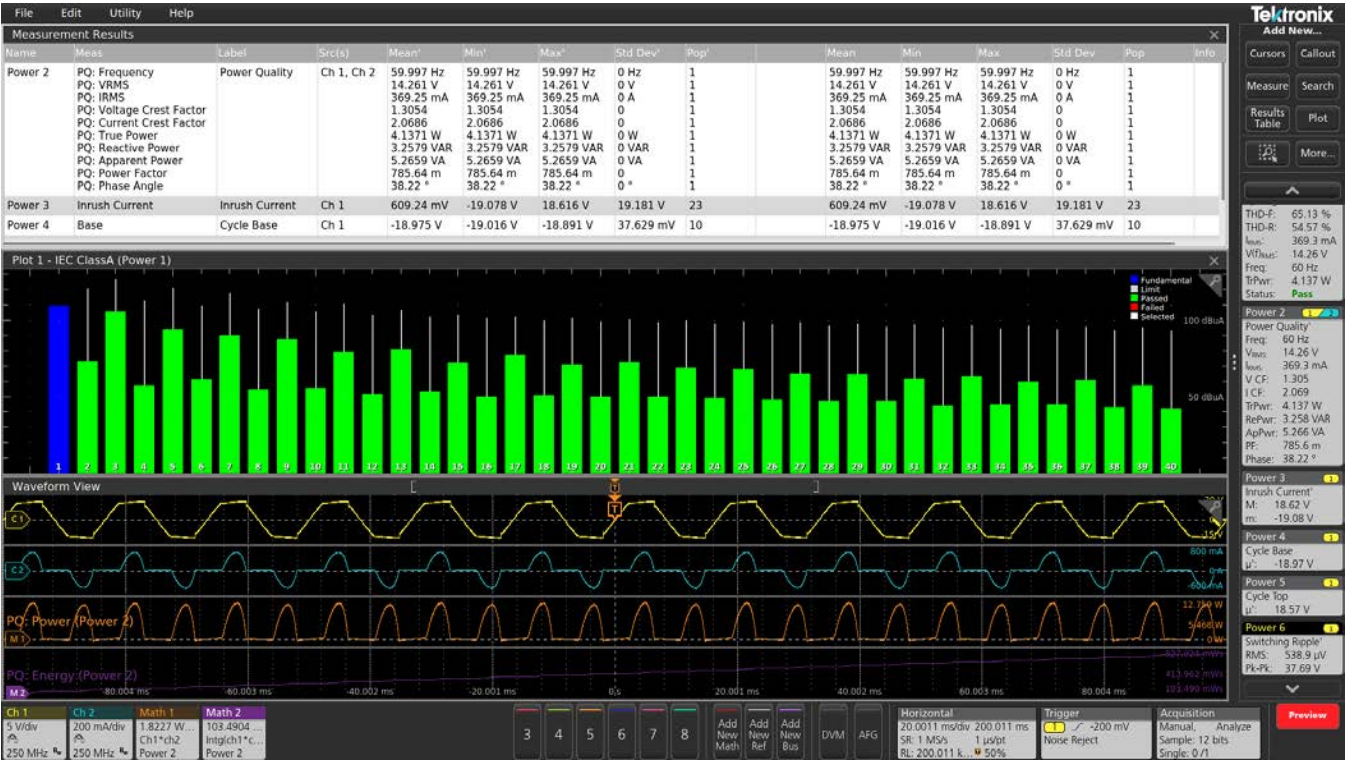 File Edit Utility Help
Tektronix
Add New...
Measurement Results
Name Meas Label Src(s) Mean' Min' Max' Std Dev' Pop' Mean Min Max Std Dev Pop Info
Power 2 PQ: Frequency Power Quality Ch 1, Ch 2 59.997 Hz 59.997 Hz 59.997 Hz 0 Hz 1 59.997 Hz 59.997 Hz 59.997 Hz 0 Hz 1
PQ: VRMS 14.261 V 14.261 V 14.261 V 0 V 1 14.261 V 14.261 V 14.261 V 0 V 1
PQ: IRMS 369.25 mA 369.25 mA 369.25 mA 0 A 1 369.25 mA 369.25 mA 369.25 mA 0 A 1
PQ: Voltage Crest Factor 1.3054 1.3054 1.3054 0 1 1.3054 1.3054 1.3054 0 1
PQ: Current Crest Factor 2.0686 2.0686 2.0686 0 1 2.0686 2.0686 2.0686 0 1
PQ: True Power 4.1371 W 4.1371 W 4.1371 W 0 W 1 4.1371 W 4.1371 W 4.1371 W 0 W 1
PQ: Reactive Power 3.2579 VAR 3.2579 VAR 3.2579 VAR 0 VAR 1 3.2579 VAR 3.2579 VAR 3.2579 VAR 0 VAR 1
PQ: Apparent Power 5.2659 VA 5.2659 VA 5.2659 VA 0 VA 1 5.2659 VA 5.2659 VA 5.2659 VA 0 VA 1
PQ: Power Factor 785.64 m 785.64 m 785.64 m 0 1 785.64 m 785.64 m 785.64 m 0 1
PQ: Phase Angle 38.22 ° 38.22 ° 38.22 ° 0 ° 1 38.22 ° 38.22 ° 38.22 ° 0 ° 1
Power 3 Inrush Current Inrush Current Ch 1 609.24 mV -19.078 V 18.616 V 19.181 V 23 609.24 mV -19.078 V 18.616 V 19.181 V 23
Power 4 Base Cycle Base Ch 1 -18.975 V -19.016 V -18.891 V 37.629 mV 10 -18.975 V -19.016 V -18.891 V 37.629 mV 10
Plot 1 - IEC ClassA (Power 1)
Fundamental
Limit
Passed
Failed
Selected
100 dBuA
50 dBuA
1 2 3 4 5 6 7 8 9 10 11 12 13 14 15 16 17 18 19 20 21 22 23 24 25 26 27 28 29 30 31 32 33 34 35 36 37 38 39 40
Waveform View
T
T
C1
-15 V
C2
800 mA
0 A
-600 mA
PQ: Power (Power 2)
M 1
12.759 W
5.468 W
0 W
PQ: Energy (Power 2)
M 2
-80.004 ms -60.003 ms -40.002 ms -20.001 ms 0 s 20.001 ms 40.002 ms 60.003 ms 80.004 ms
Cursors Callout
Measure Search
Results Table Plot
More...
THD-F: 65.13 %
THD-R: 54.57 %
IRMS: 369.3 mA
V(f)RMS: 14.26 V
Freq: 60 Hz
TrPwr: 4.137 W
Status: Pass
Power 2 1 2
Power Quality'
Freq: 60 Hz
VRMS: 14.26 V
IRMS: 369.3 mA
V CF: 1.305
I CF: 2.069
TrPwr: 4.137 W
RePwr: 3.258 VAR
ApPwr: 5.266 VA
PF: 785.6 m
Phase: 38.22 °
Power 3 1
Inrush Current'
M: 18.62 V
m: -19.08 V
Power 4 1
Cycle Base
µ': -18.97 V
Power 5 1
Cycle Top
µ': 18.57 V
Power 6 1
Switching Ripple'
RMS: 538.9 µV
Pk-Pk: 37.69 V
Ch 1
5 V/div
250 MHz
Ch 2
200 mA/div
250 MHz
Math 1
1.8227 W...
Ch1*ch2
Power 2
Math 2
103.4904 ...
Intg(ch1*c...
Power 2
3 4 5 6 7 8
Add New Math
Add New Ref
Add New Bus
DVM AFG
Horizontal
20.0011 ms/div 200.011 ms
SR: 1 MS/s 1 µs/pt
RL: 200.011 k... 50%
Trigger
1 -200 mV
Noise Reject
Acquisition
Manual, Analyze
Sample: 12 bits
Single: 0 /1
Preview